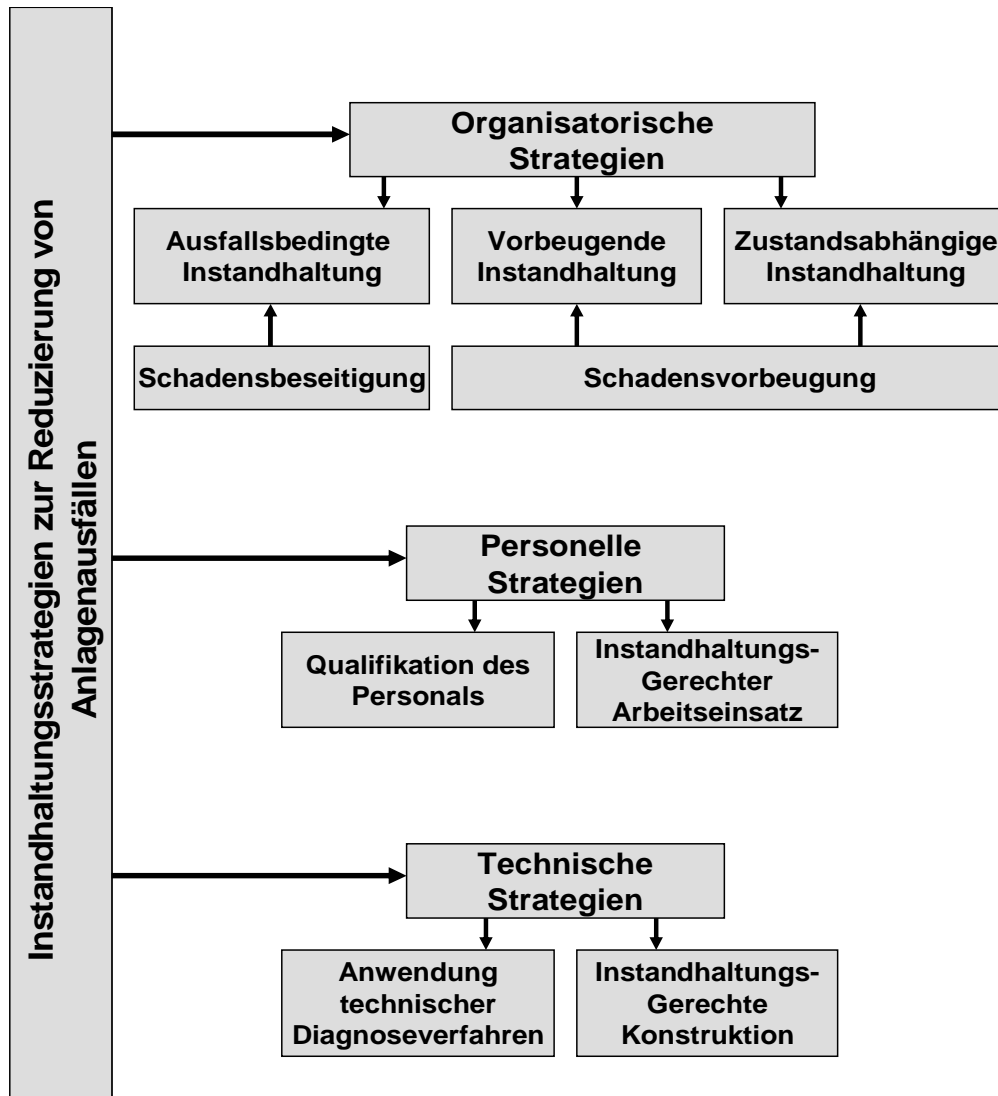 Instandhaltungsstrategien zur Reduzierung von
Anlagenausfällen
Organisatorische
Strategien
Ausfallsbedingte
Instandhaltung
Vorbeugende
Instandhaltung
Zustandsabhängige
Instandhaltung
Schadensbeseitigung
Schadensvorbeugung
Personelle
Strategien
Qualifikation des
Personals
Instandhaltungs-
Gerechter
Arbeitseinsatz
Technische
Strategien
Anwendung
technischer
Diagnoseverfahren
Instandhaltungs-
Gerechte
Konstruktion